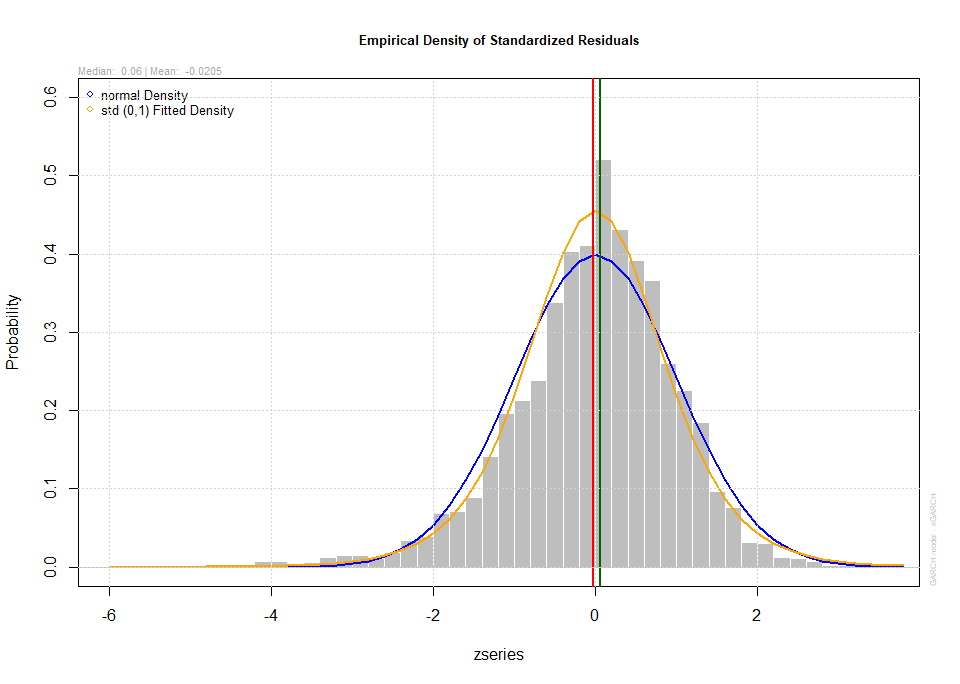 Empirical Density of Standardized Residuals
Median: 0.06 | Mean: -0.0205
normal Density
std (0,1) Fitted Density
0.6
0.5
0.4
0.3
0.2
0.1
0.0
Probability
-6
-4
-2
0
2
zseries
GARCH model : sGARCH